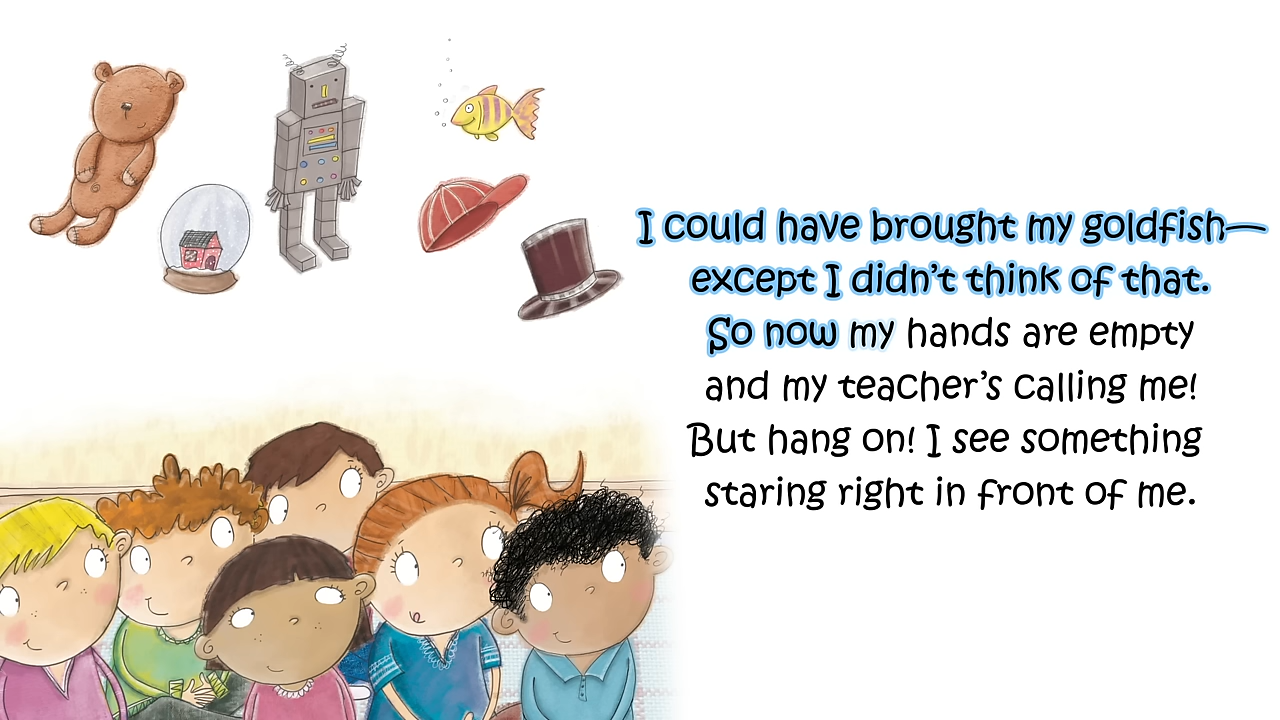 I could have brought my goldfish—
except I didn't think of that.
So now my hands are empty
and my teacher's calling me!
But hang on! I see something
staring right in front of me.